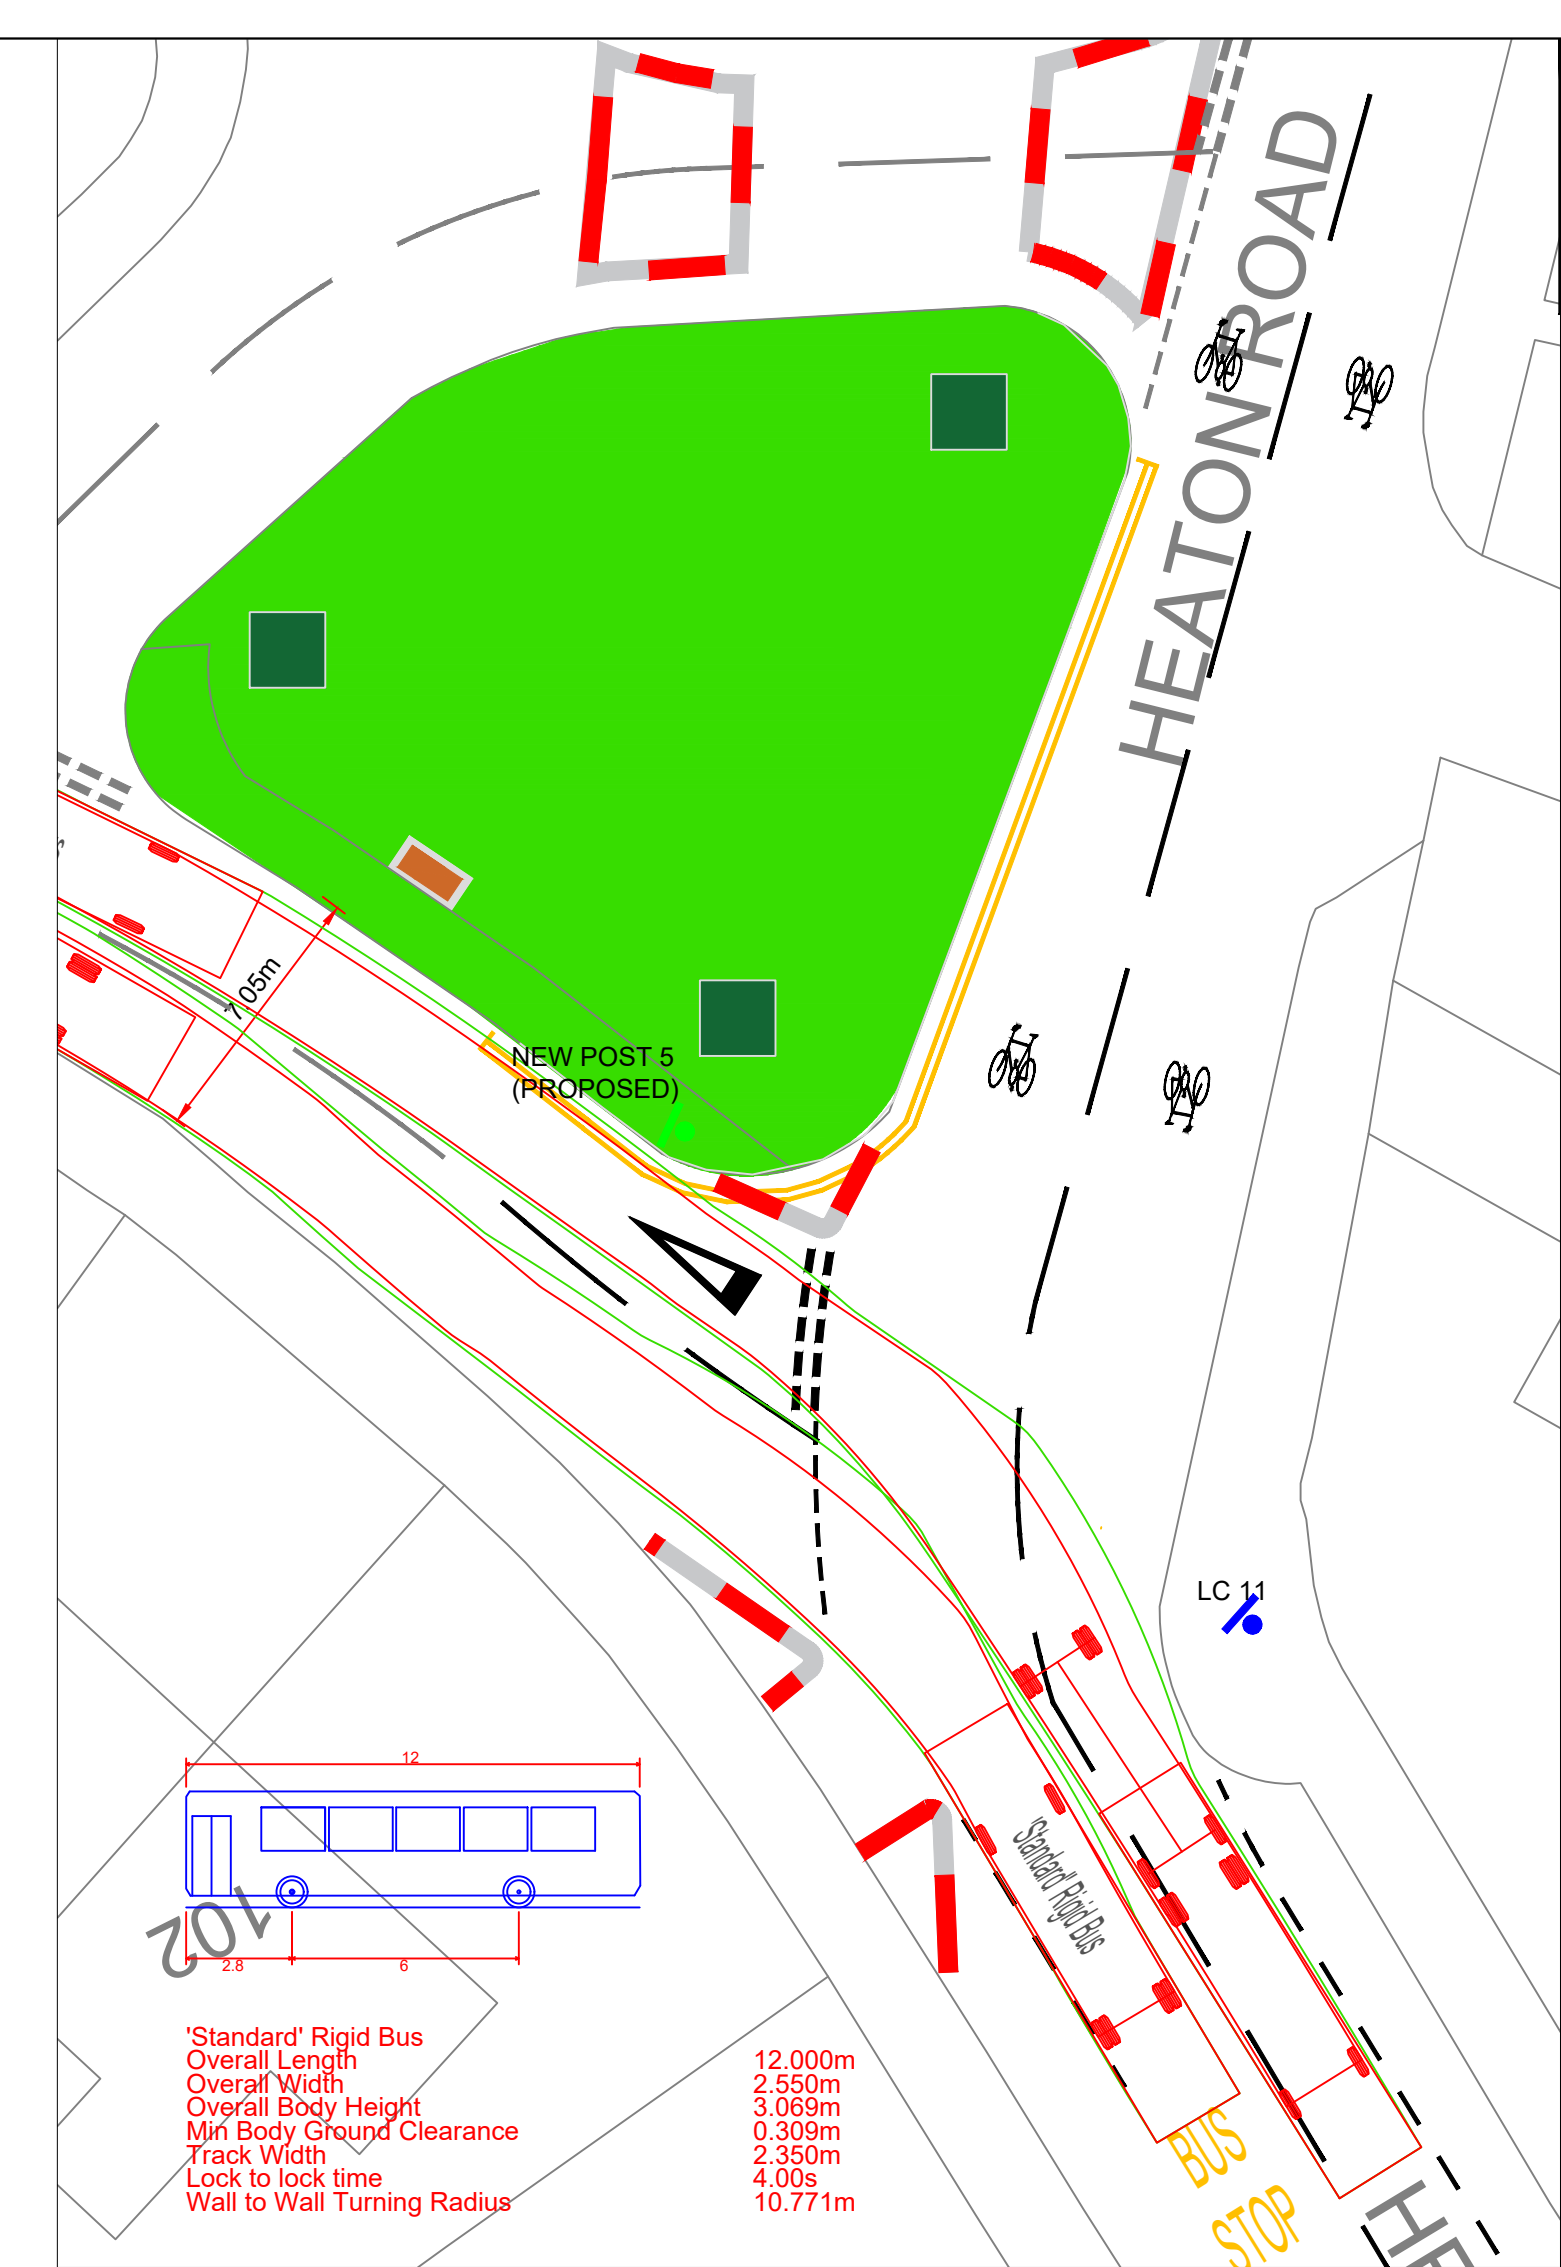 HEATON ROAD
7.05m
NEW POST 5
(PROPOSED)
LC 11
'Standard' Rigid Bus
12
2.8
6
102
'Standard' Rigid Bus
Overall Length 12.000m
Overall Width 2.550m
Overall Body Height 3.069m
Min Body Ground Clearance 0.309m
Track Width 2.350m
Lock to lock time 4.00s
Wall to Wall Turning Radius 10.771m
BUS
STOP
HE